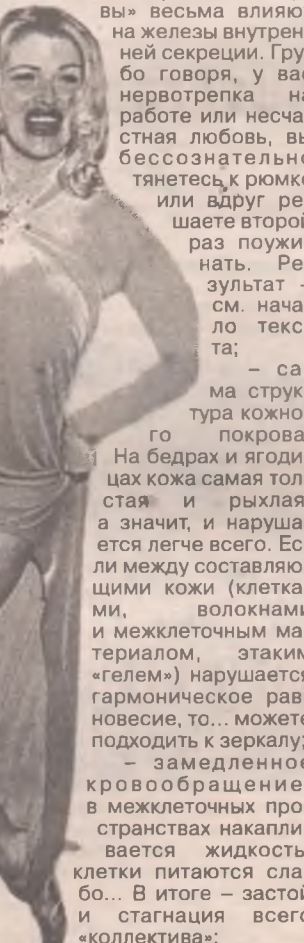 вы» весьма влияю
на железы внутрен
ней секреции. Гру
бо говоря, у вас
нервотрепка на
работе или несча
стная любовь, вы
бессознательно
тянетесь к рюмке
или вдруг ре
шаете второй
раз поужи
нать. Ре
зультат –
см. нача
ло текс
та;
– са
ма струк
тура кожно
го покрова
На бедрах и ягоди
цах кожа самая тол
стая и рыхлая
а значит, и наруша
ется легче всего. Ес
ли между составляю
щими кожи (клетка
ми, волокнами
и межклеточным ма
териалом, этаким
«гелем») нарушается
гармоническое рав
новесие, то... можете
подходить к зеркалу;
– замедленное
кровообращение
в межклеточных про
странствах накапли
вается жидкость
клетки питаются сла
бо... В итоге – застой
и стагнация всего
«коллектива»;